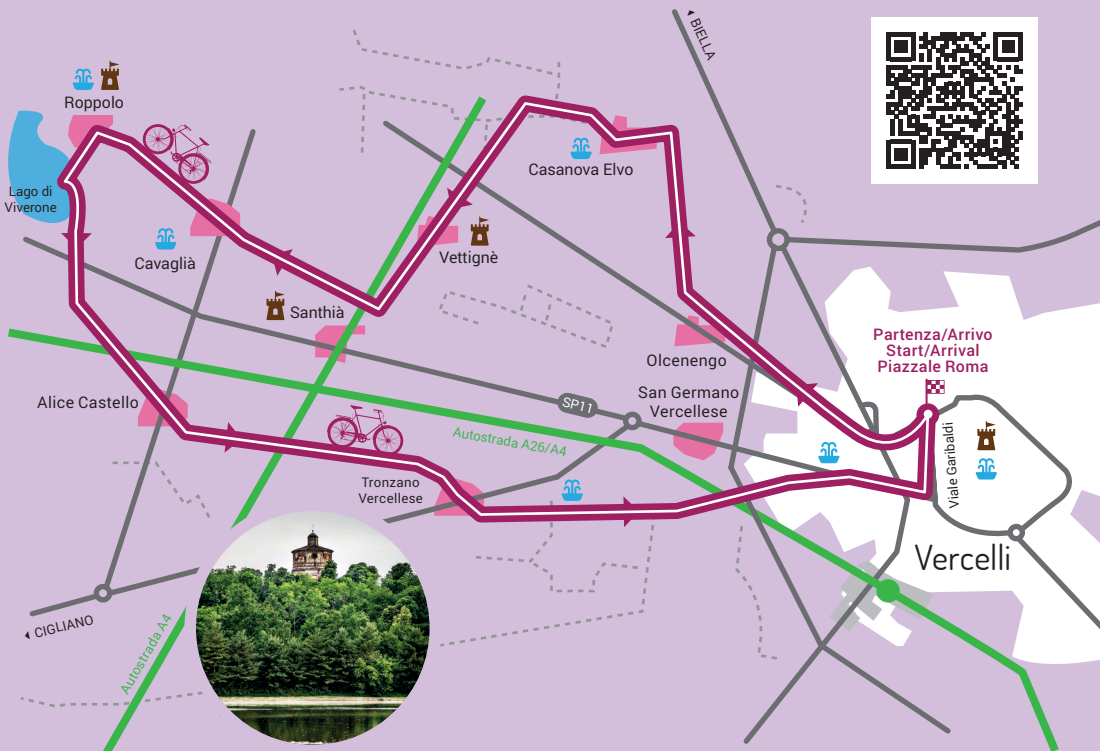 BIELLA
Roppolo
Lago di
Viverone
Casanova Elvo
Cavaglià
Vettignè
Santhià
Partenza/Arrivo
Start/Arrival
Piazzale Roma
Olcenengo
San Germano
Vercellese
Alice Castello
SP11
Autostrada A26/A4
Viale Garibaldi
Tronzano
Vercellese
Vercelli
CIGLIANO
Autostrada A4